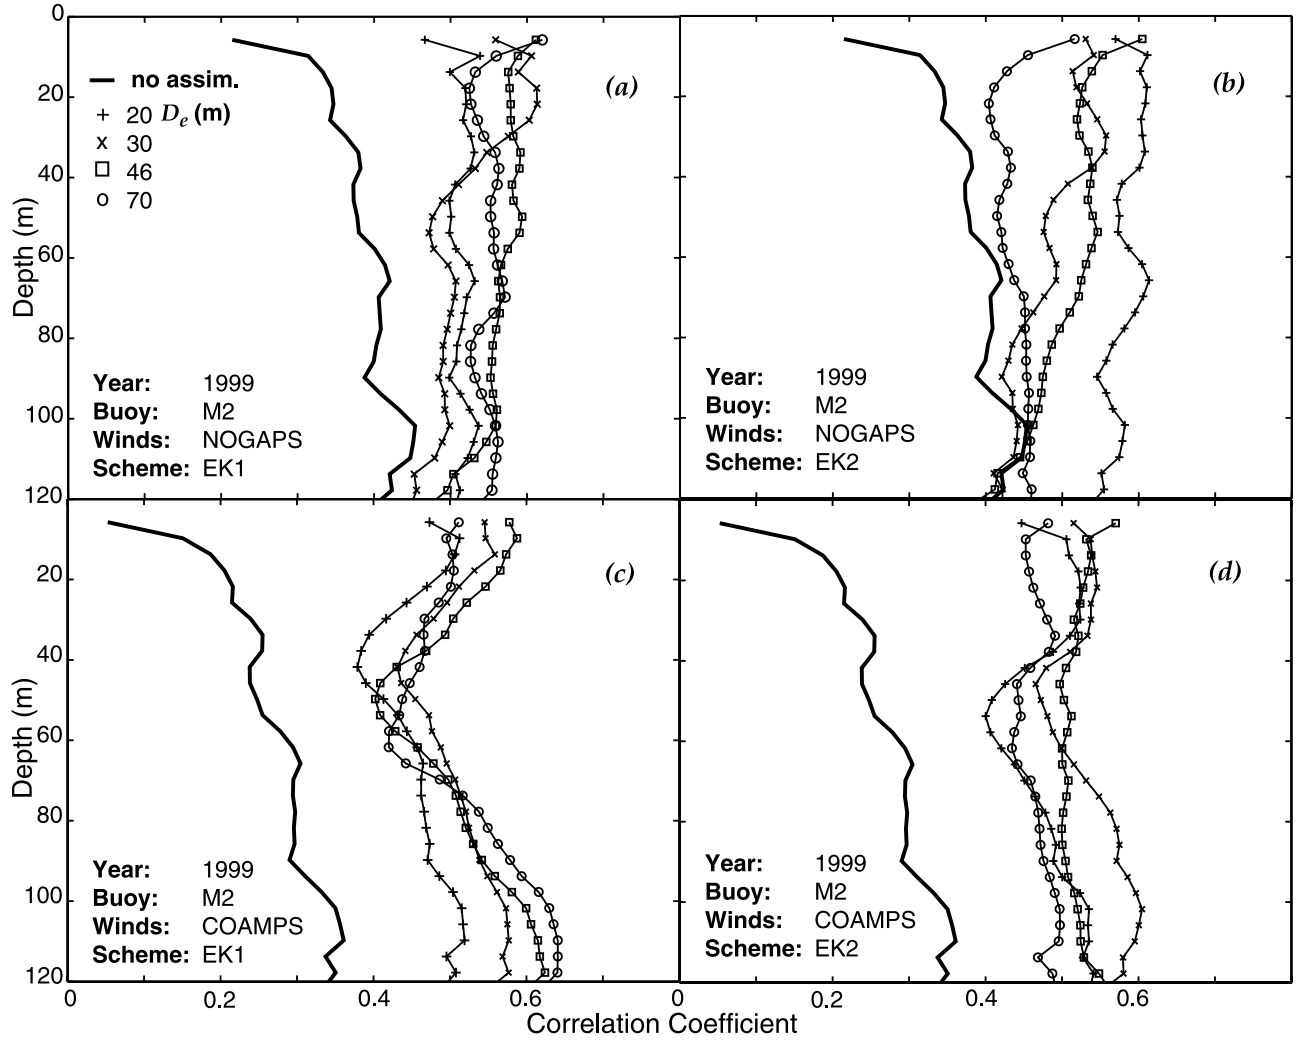 0
20
40
60
80
100
120
Depth (m)
no assim.
+ 20 De (m)
x 30
46
70
(a)
Year: 1999
Buoy: M2
Winds: NOGAPS
Scheme: EK1
(b)
Year: 1999
Buoy: M2
Winds: NOGAPS
Scheme: EK2
20
40
60
80
100
120
Depth (m)
(c)
Year: 1999
Buoy: M2
Winds: COAMPS
Scheme: EK1
(d)
Year: 1999
Buoy: M2
Winds: COAMPS
Scheme: EK2
0 0.2 0.4 0.6 0 0.2 0.4 0.6
Correlation Coefficient